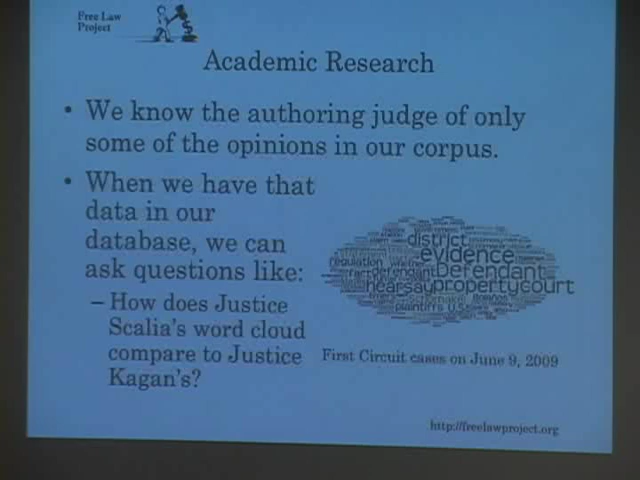 Free Law
Project
Academic Research
• We know the authoring judge of only
some of the opinions in our corpus.
• When we have that
data in our
database, we can
ask questions like:
– How does Justice
Scalia's word cloud
compare to Justice
Kagan's?
district
evidence
regulation
defendant Defendant
hearsay property court
plaintiffs U.S.
First Circuit cases on June 9, 2009
http://freelawproject.org